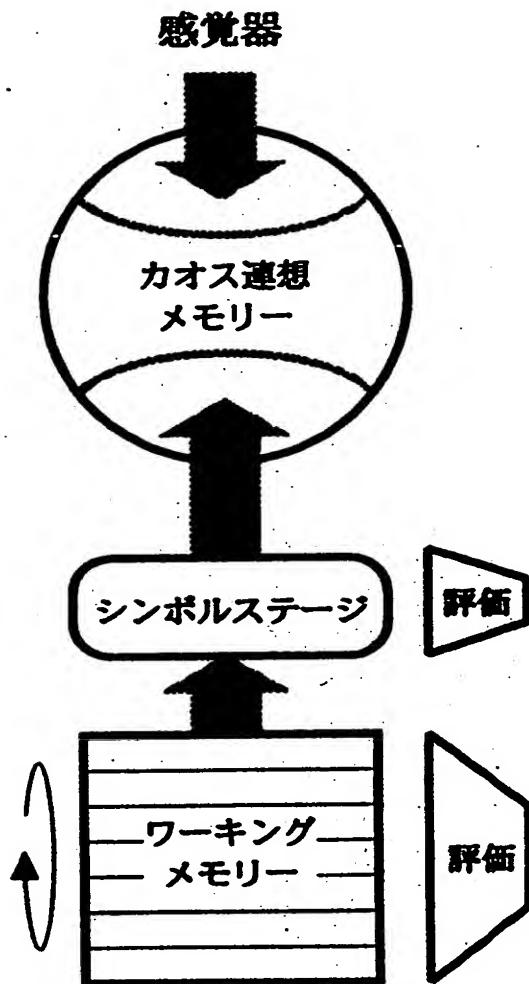 感覚器
カオス連想
メモリー
シンボルステージ
評価
ワーキング
メモリー
評価